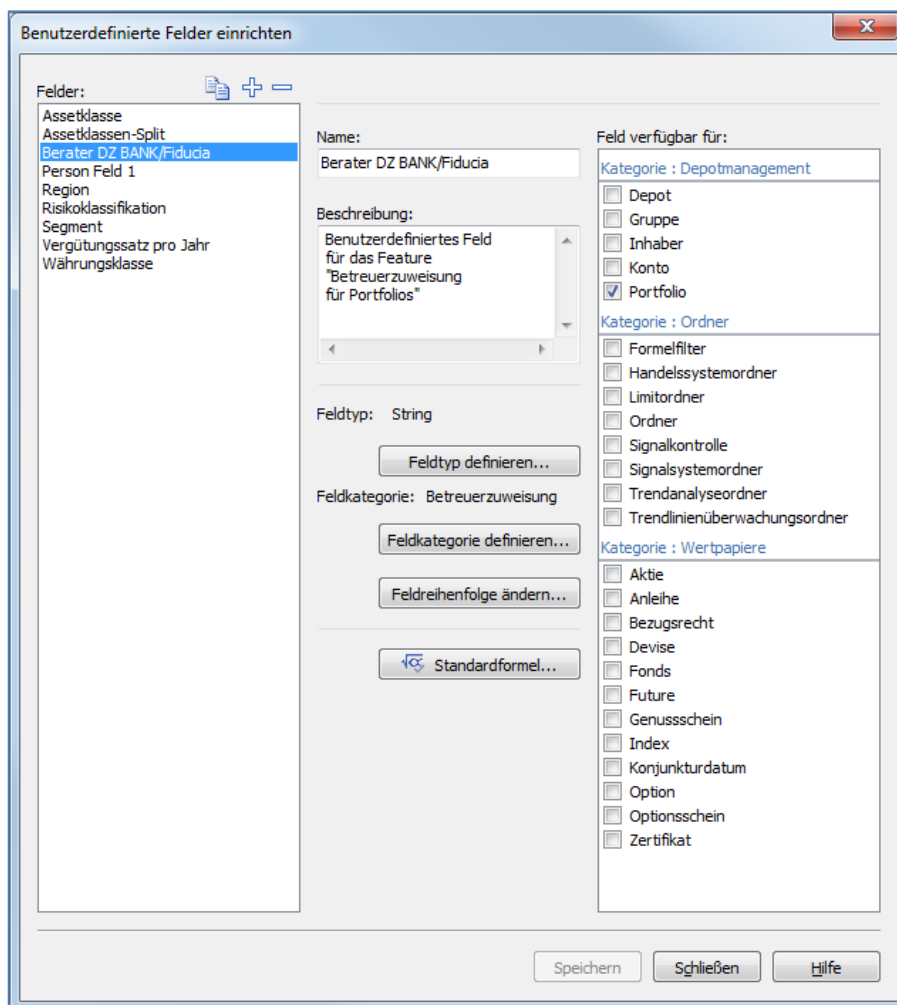 Benutzerdefinierte Felder einrichten
Felder:
Assetklasse
Assetklassen-Split
Berater DZ BANK/Fiducia
Person Feld 1
Region
Risikoklassifikation
Segment
Vergütungssatz pro Jahr
Währungsklasse
Name:
Berater DZ BANK/Fiducia
Beschreibung:
Benutzerdefiniertes Feld
für das Feature
"Betreuerzuweisung
für Portfolios"
Feldtyp: String
Feldtyp definieren...
Feldkategorie: Betreuerzuweisung
Feldkategorie definieren...
Feldreihenfolge ändern...
Standardformel...
Feld verfügbar für:
Kategorie : Depotmanagement
Depot
Gruppe
Inhaber
Konto
Portfolio
Kategorie : Ordner
Formelfilter
Handelssystemordner
Limitordner
Ordner
Signalkontrolle
Signalsystemordner
Trendanalyseordner
Trendlinienüberwachungsordner
Kategorie : Wertpapiere
Aktie
Anleihe
Bezugsrecht
Devise
Fonds
Future
Genussschein
Index
Konjunkturdatum
Option
Optionsschein
Zertifikat
Speichern
Schließen
Hilfe